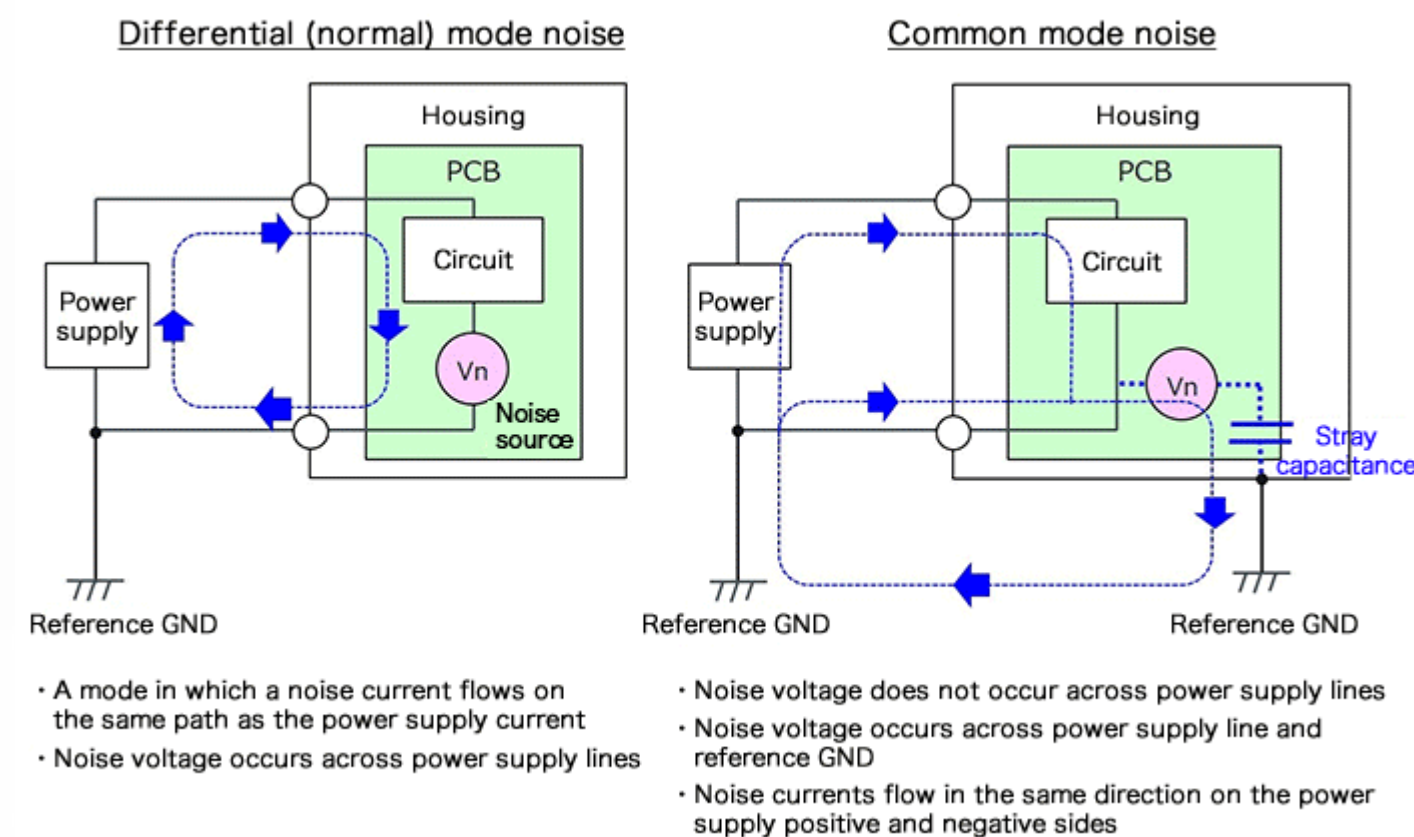 Differential (normal) mode noise
Housing
PCB
Circuit
Power
supply
Vn
Noise
source
Reference GND
・A mode in which a noise current flows on
the same path as the power supply current
・Noise voltage occurs across power supply lines
Common mode noise
Housing
PCB
Circuit
Power
supply
Vn
Stray
capacitance
Reference GND
Reference GND
・Noise voltage does not occur across power supply lines
・Noise voltage occurs across power supply line and
reference GND
・Noise currents flow in the same direction on the power
supply positive and negative sides